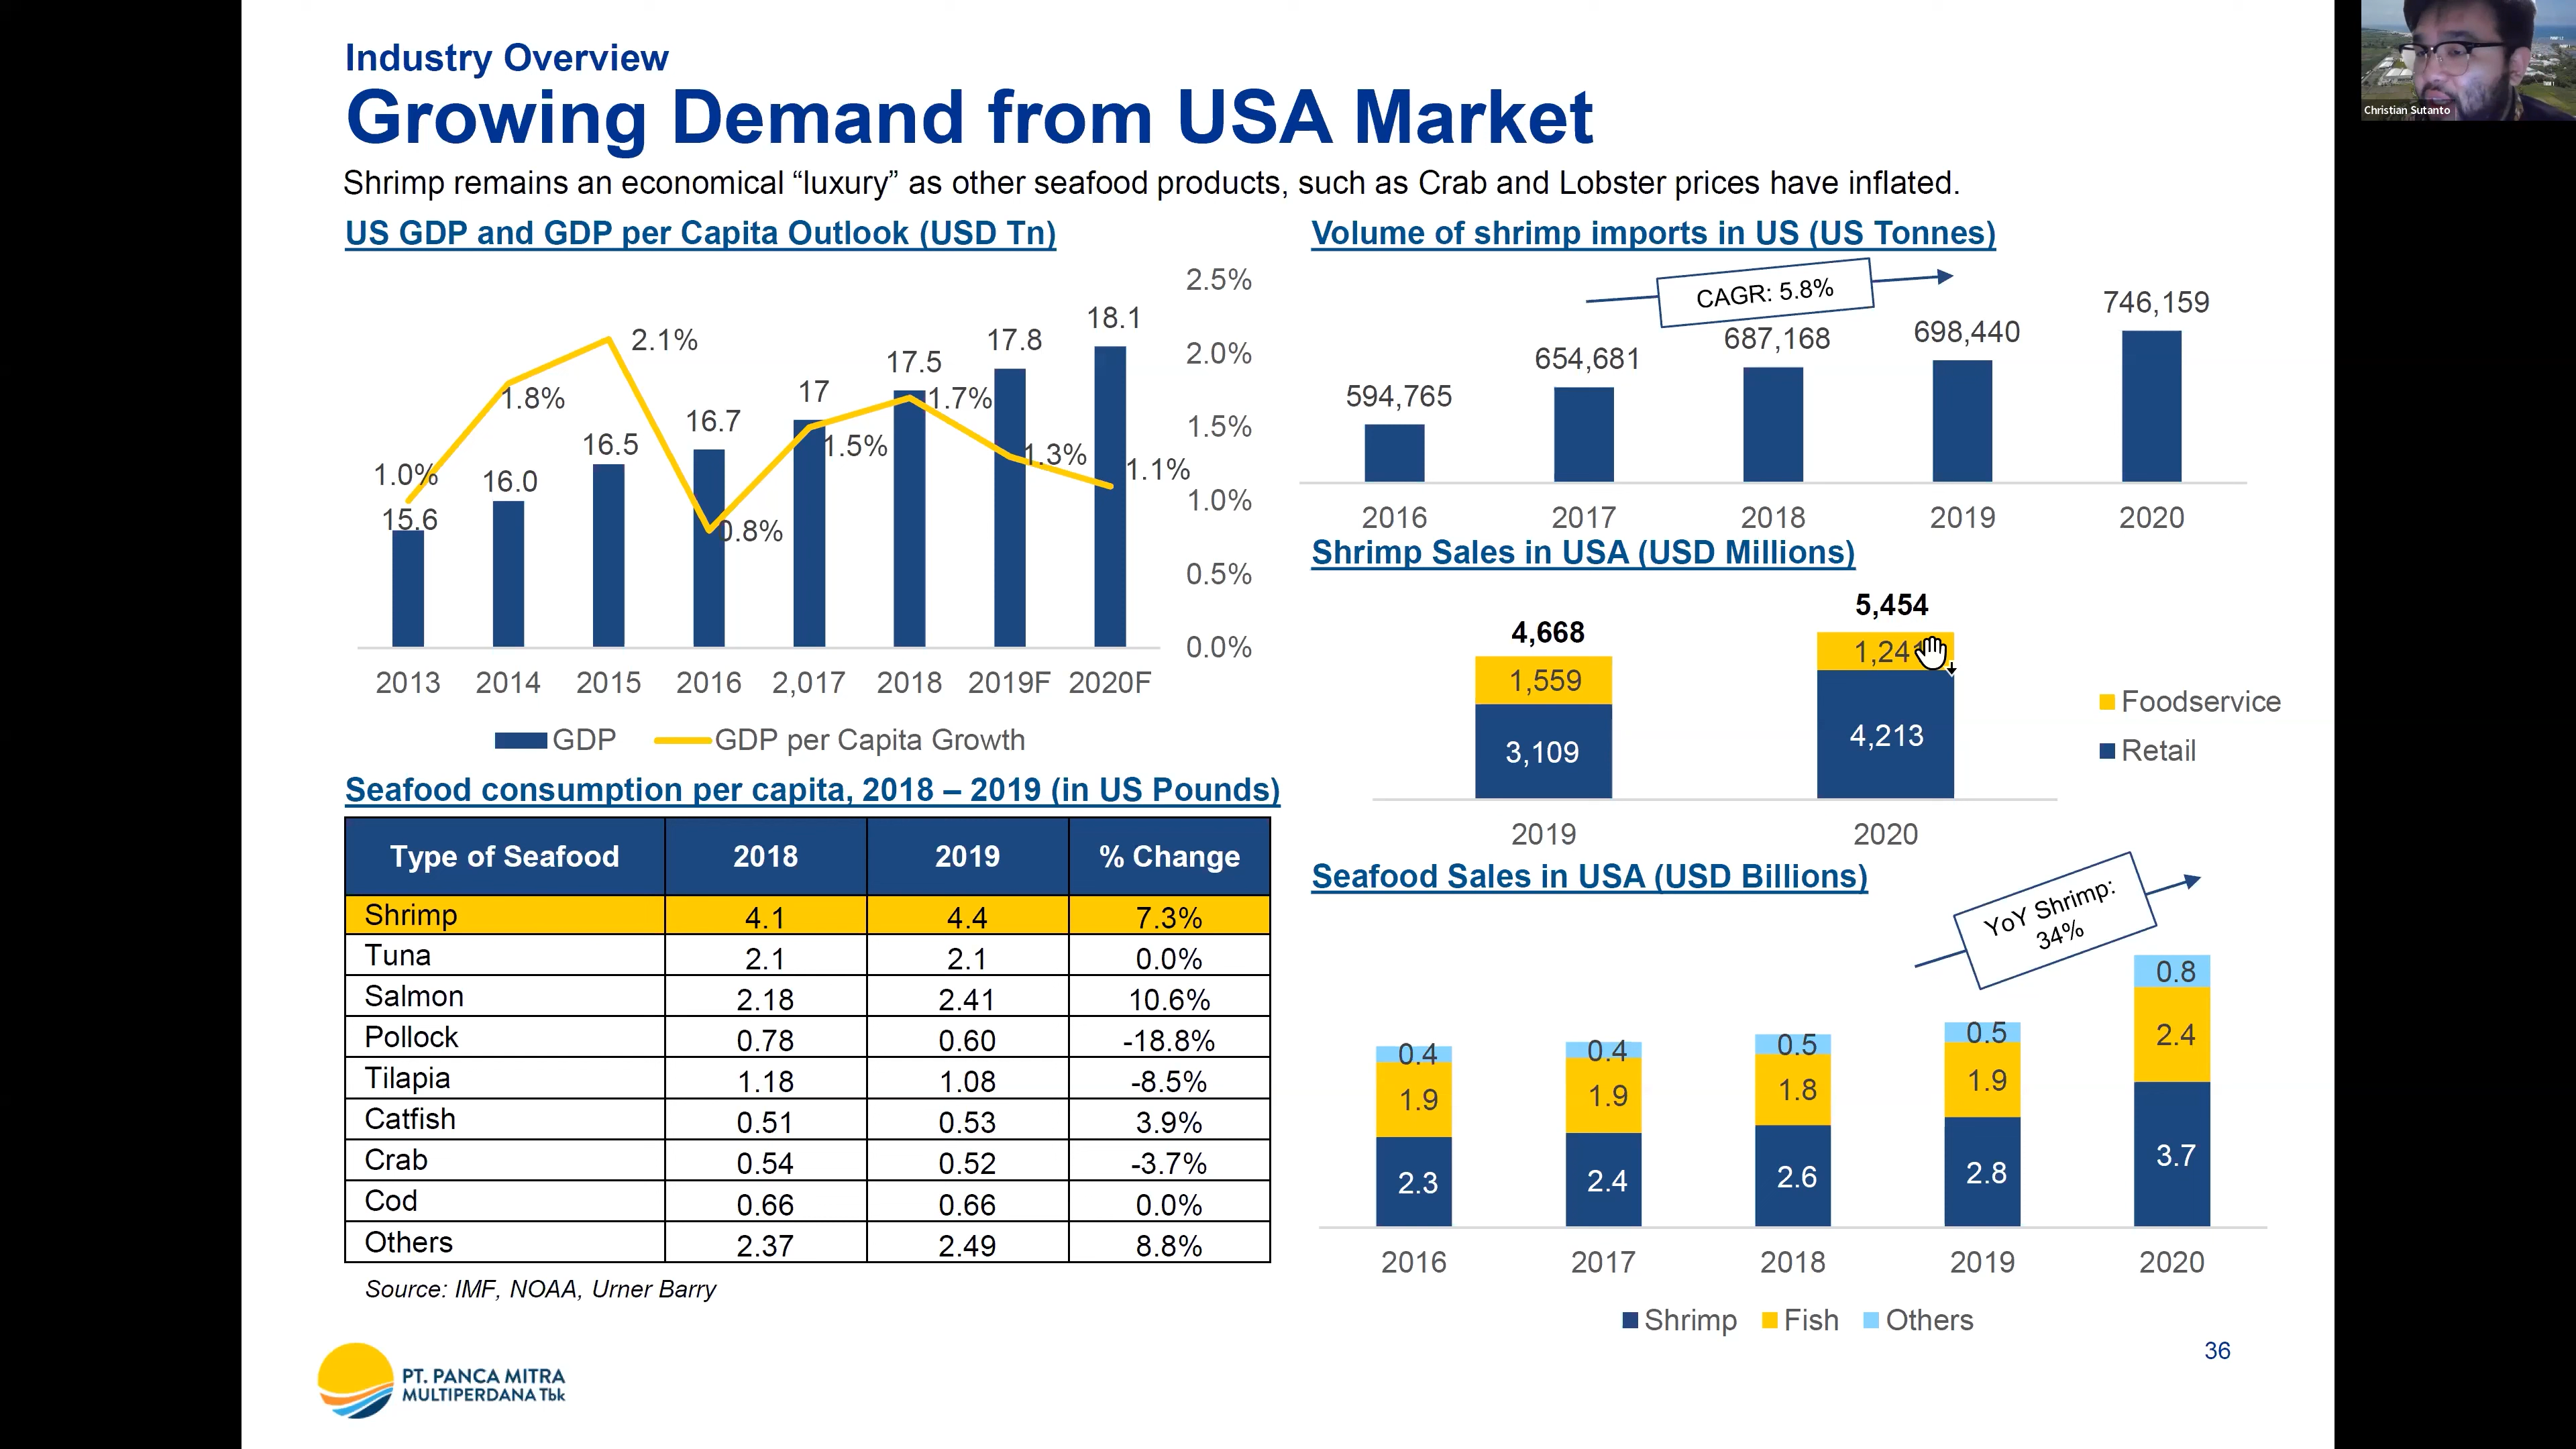 Industry Overview
Growing Demand from USA Market
Shrimp remains an economical “luxury” as other seafood products, such as Crab and Lobster prices have inflated.
US GDP and GDP per Capita Outlook (USD Tn)
2.5%
2.0%
1.5%
1.0%
0.5%
0.0%
1.0%
1.8%
2.1%
0.8%
1.5%
1.7%
1.3%
1.1%
15.6
16.0
16.5
16.7
17
17.5
17.8
18.1
2013 2014 2015 2016 2,017 2018 2019F 2020F
GDP GDP per Capita Growth
Seafood consumption per capita, 2018 – 2019 (in US Pounds)
Type of Seafood 2018 2019 % Change
Shrimp 4.1 4.4 7.3%
Tuna 2.1 2.1 0.0%
Salmon 2.18 2.41 10.6%
Pollock 0.78 0.60 -18.8%
Tilapia 1.18 1.08 -8.5%
Catfish 0.51 0.53 3.9%
Crab 0.54 0.52 -3.7%
Cod 0.66 0.66 0.0%
Others 2.37 2.49 8.8%
Source: IMF, NOAA, Urner Barry
PT. PANCA MITRA
MULTIPERDANA Tbk
Volume of shrimp imports in US (US Tonnes)
CAGR: 5.8%
594,765 654,681 687,168 698,440 746,159
2016 2017 2018 2019 2020
Shrimp Sales in USA (USD Millions)
4,668 5,454
1,559
3,109 4,213
2019 2020
Foodservice
Retail
Seafood Sales in USA (USD Billions)
YoY Shrimp:
34%
0.4 0.4 0.5 0.5 0.8
1.9 1.9 1.8 1.9 2.4
2.3 2.4 2.6 2.8 3.7
2016 2017 2018 2019 2020
Shrimp Fish Others
36
Christian Sutanto